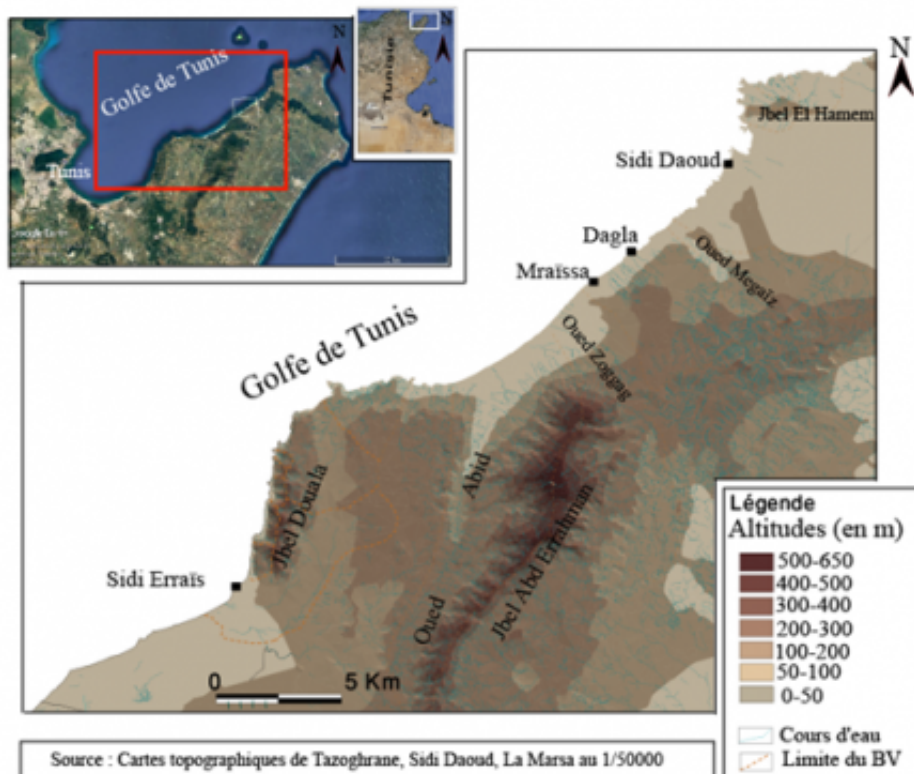 N
N
Golfe de Tunis
Tunisie
Tunis
Google Earth
N
Jbel El Hamem
Sidi Daoud
Dagla
Oued Megaïz
Mraïssa
Oued Zoggag
Golfe de Tunis
Abid
Jbel Douala
Jbel Abd Errahman
Sidi Erraïs
Oued
0 5 Km
Légende
Altitudes (en m)
500-650
400-500
300-400
200-300
100-200
50-100
0-50
Cours d'eau
Limite du BV
Source : Cartes topographiques de Tazoghrane, Sidi Daoud, La Marsa au 1/50000